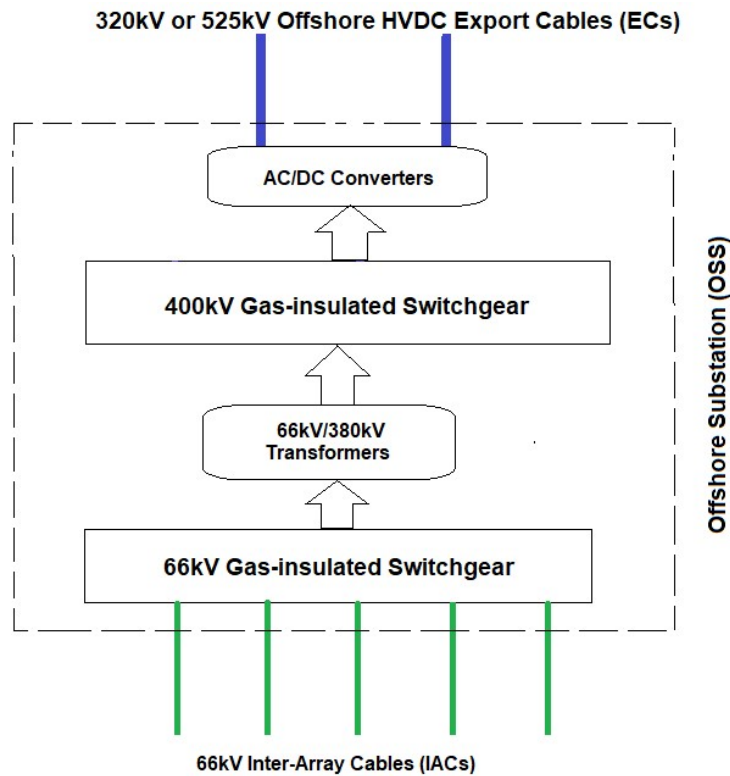 320kV or 525kV Offshore HVDC Export Cables (ECs)
AC/DC Converters
400kV Gas-insulated Switchgear
66kV/380kV
Transformers
66kV Gas-insulated Switchgear
66kV Inter-Array Cables (IACs)
Offshore Substation (OSS)